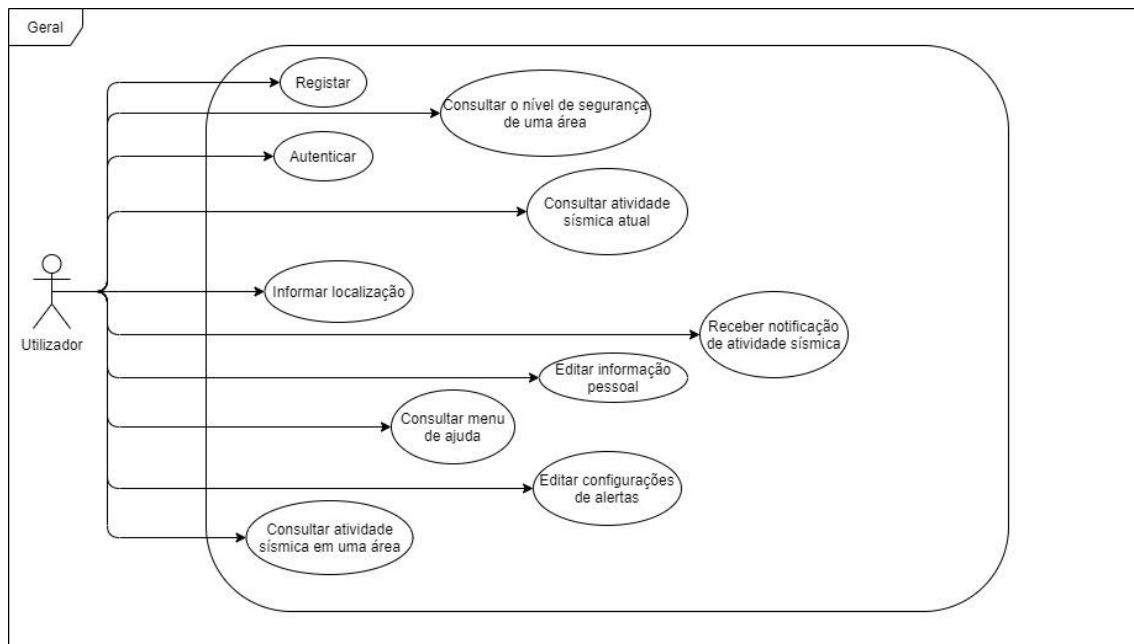 Geral
Registar
Consultar o nível de segurança
de uma área
Autenticar
Consultar atividade
sísmica atual
Informar localização
Utilizador
Receber notificação
de atividade sísmica
Editar informação
pessoal
Consultar menu
de ajuda
Editar configurações
de alertas
Consultar atividade
sísmica em uma área